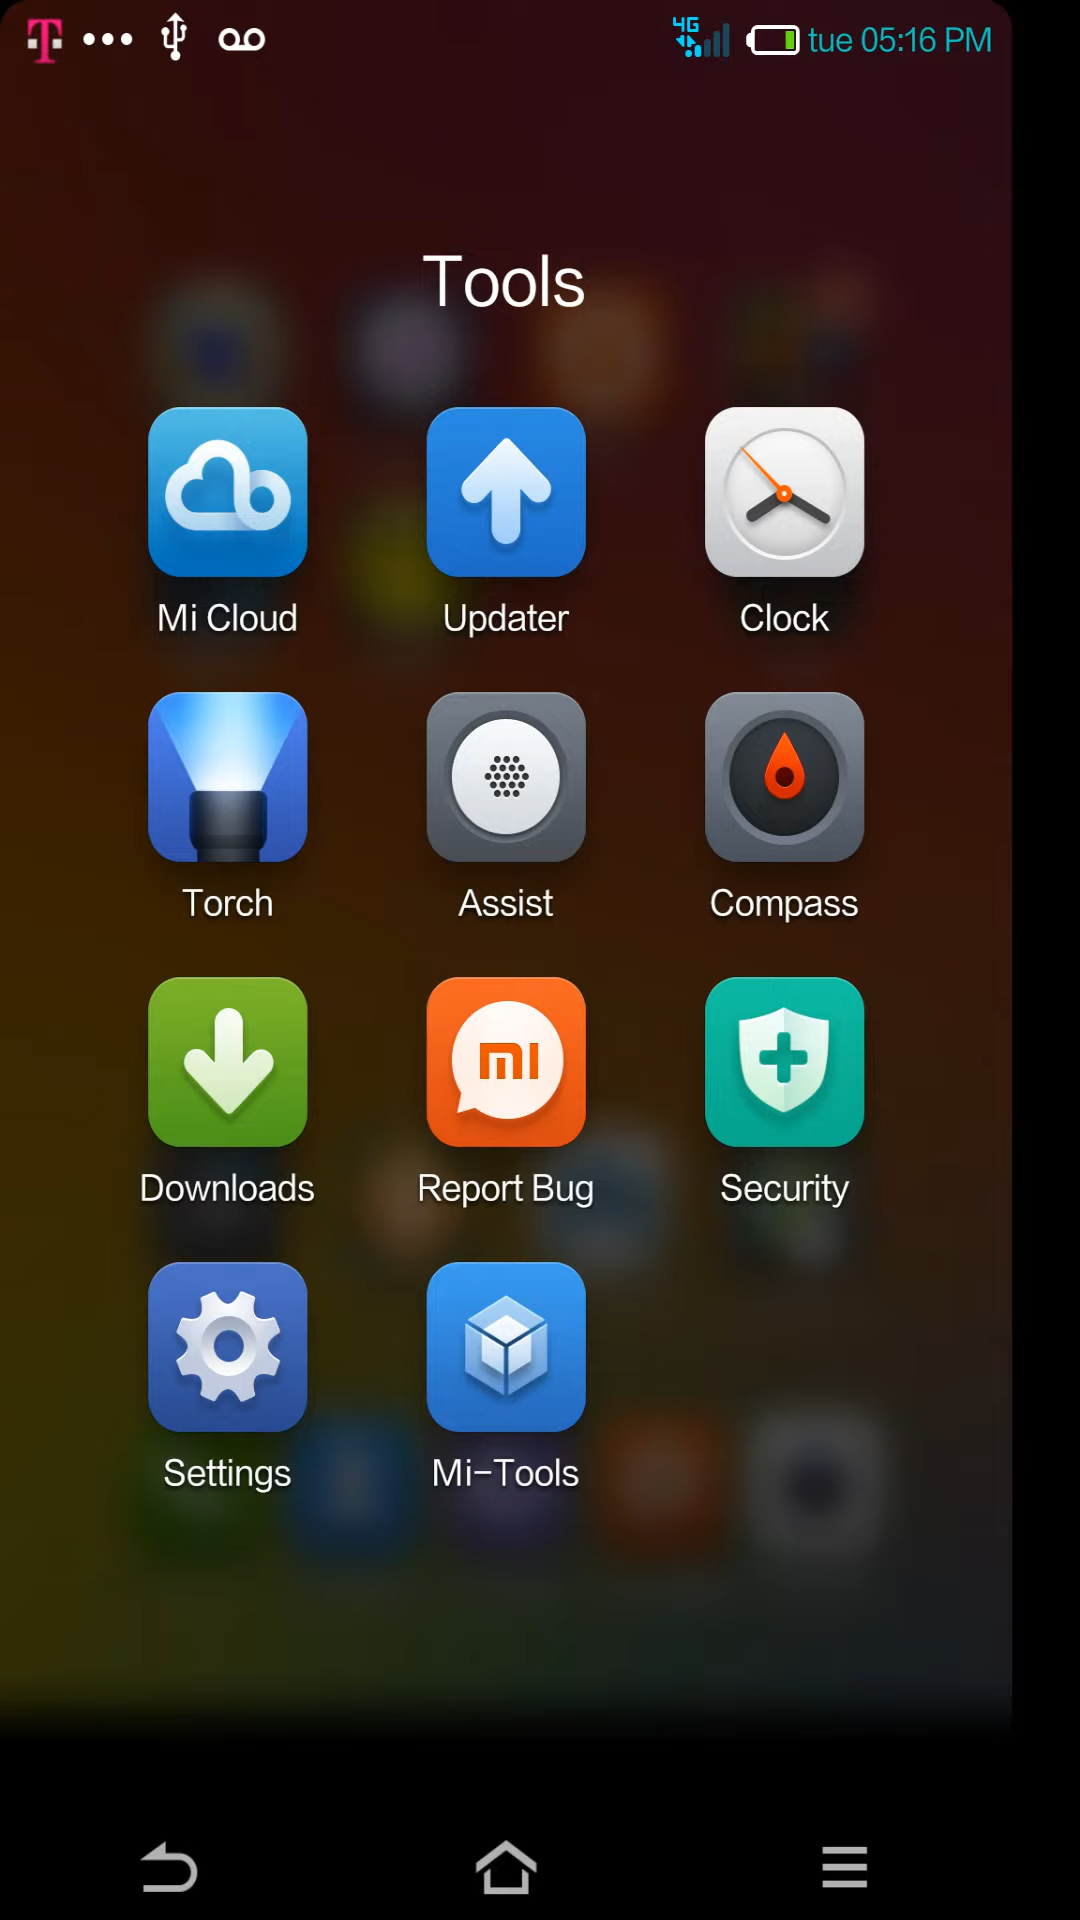 T ••• 4G tue 05:16 PM
Tools
Mi Cloud Updater Clock
Torch Assist Compass
mi
Downloads Report Bug Security
Settings Mi-Tools